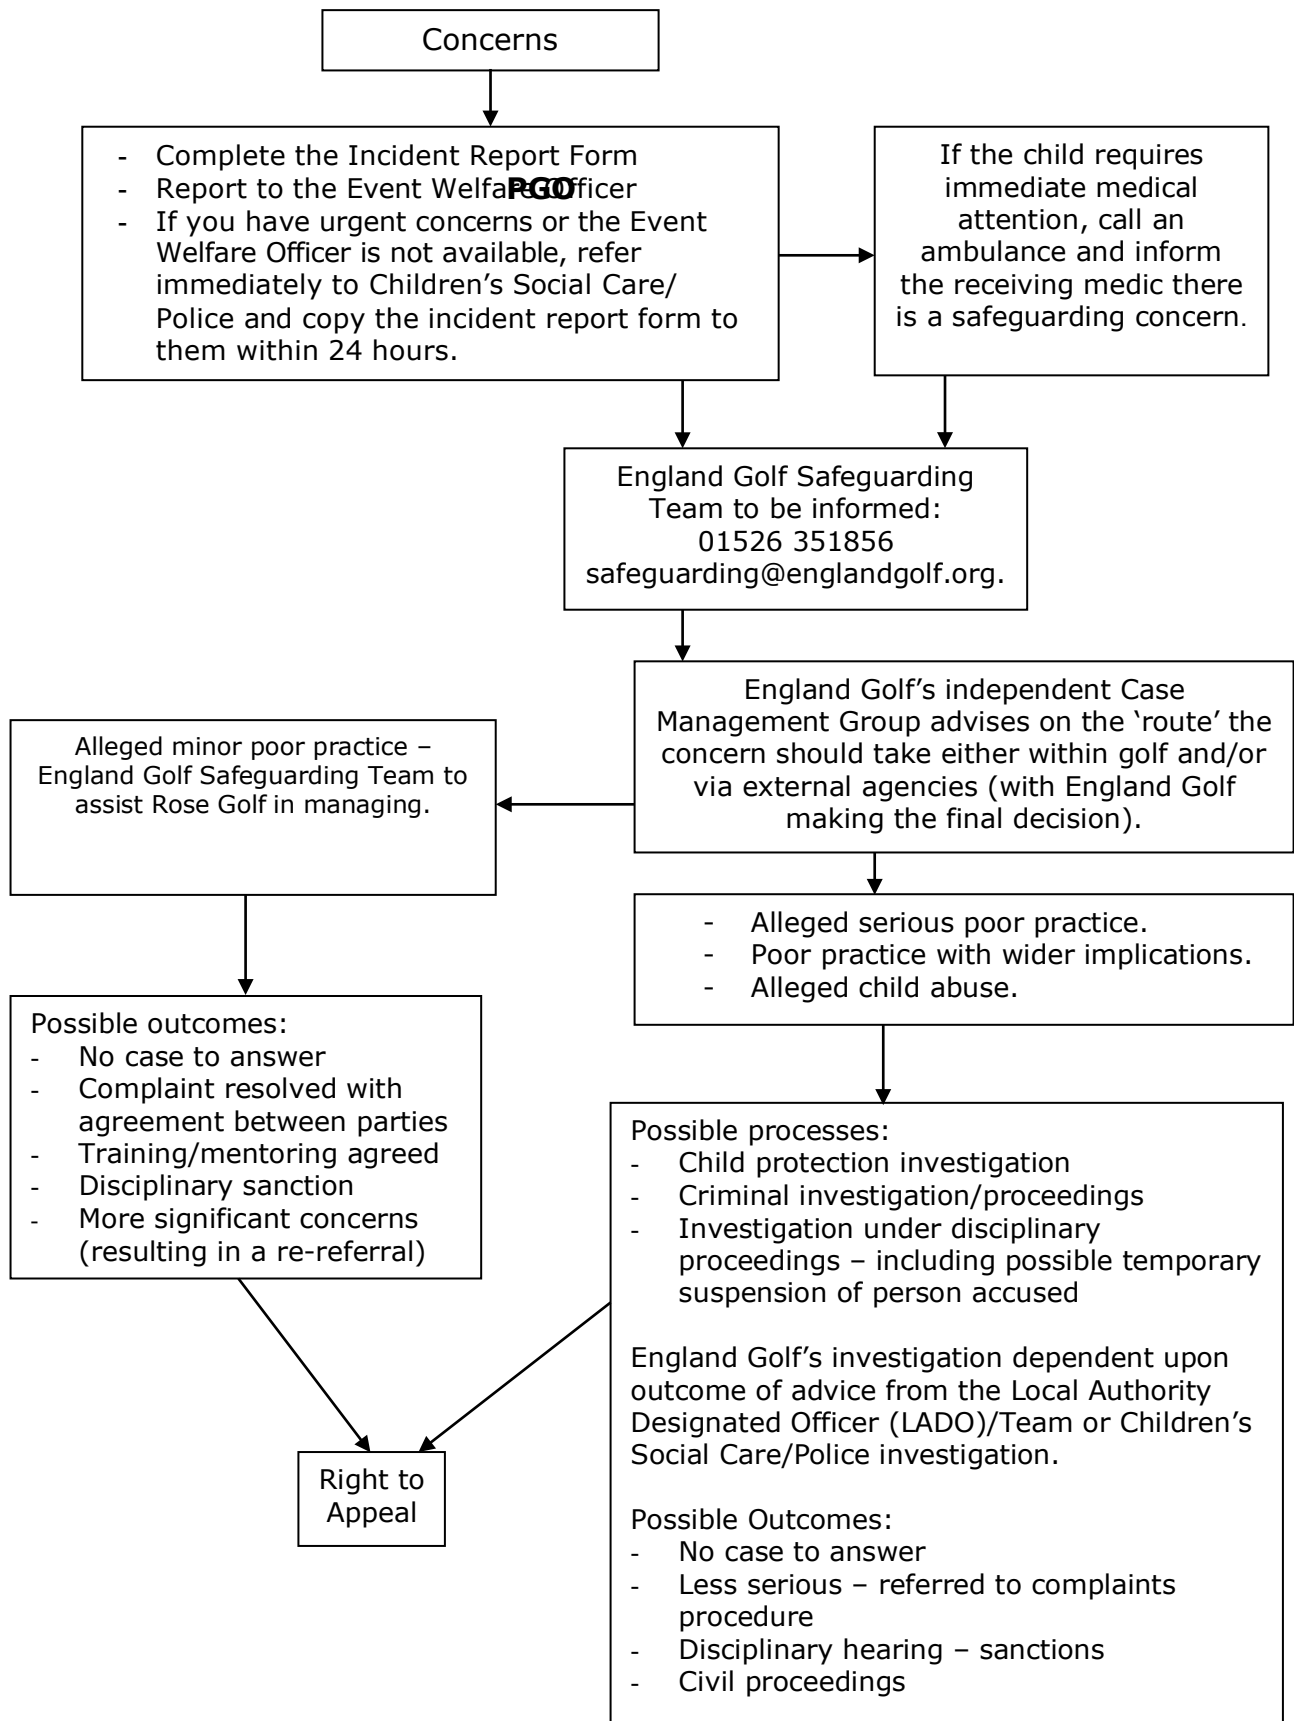 Concerns
- Complete the Incident Report Form
- Report to the Event Welfare Officer
PGO
- If you have urgent concerns or the Event
Welfare Officer is not available, refer
immediately to Children’s Social Care/
Police and copy the incident report form to
them within 24 hours.
If the child requires
immediate medical
attention, call an
ambulance and inform
the receiving medic there
is a safeguarding concern.
England Golf Safeguarding
Team to be informed:
01526 351856
safeguarding@englandgolf.org.
England Golf’s independent Case
Management Group advises on the ‘route’ the
concern should take either within golf and/or
via external agencies (with England Golf
making the final decision).
Alleged minor poor practice –
England Golf Safeguarding Team to
assist Rose Golf in managing.
- Alleged serious poor practice.
- Poor practice with wider implications.
- Alleged child abuse.
Possible outcomes:
- No case to answer
- Complaint resolved with
agreement between parties
- Training/mentoring agreed
- Disciplinary sanction
- More significant concerns
(resulting in a re-referral)
Possible processes:
- Child protection investigation
- Criminal investigation/proceedings
- Investigation under disciplinary
proceedings – including possible temporary
suspension of person accused
England Golf’s investigation dependent upon
outcome of advice from the Local Authority
Designated Officer (LADO)/Team or Children’s
Social Care/Police investigation.
Possible Outcomes:
- No case to answer
- Less serious – referred to complaints
procedure
- Disciplinary hearing – sanctions
- Civil proceedings
Right to
Appeal